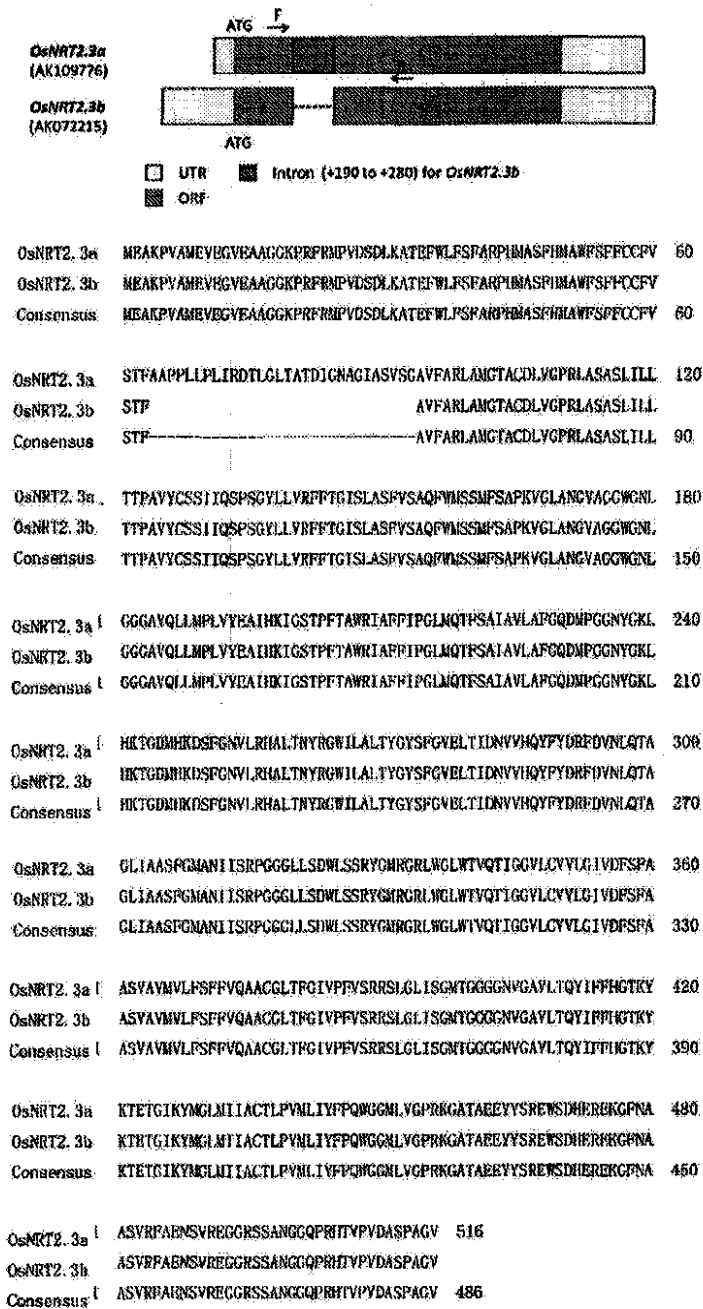 ATG F
OsNRT2.3a
(AK109776)
OsNRT2.3b
(AK072215)
ATG
UTR Intron (+190 to +280) for OsNRT2.3b
ORF
OsNRT2.3a MEAKPVAMEVEGVEAAGGKPRFRMPVDSDLKATEFWLFSFARPHMASFHMAWFSFFCCFV 60
OsNRT2.3b MEAKPVAMEVEGVEAAGGKPRFRMPVDSDLKATEFWLFSFARPHMASFHMAWFSFFCCFV
Consensus MEAKPVAMEVEGVEAAGGKPRFRMPVDSDLKATEFWLFSFARPHMASFHMAWFSFFCCFV 60
OsNRT2.3a STFAAPPLLPLIRDTLGLTATDIGNAGIASVSGAVFARLAMGTACDLVGPRLASASLILL 120
OsNRT2.3b STF AVFARLAMGTACDLVGPRLASASLILL
Consensus STF------------------------------AVFARLAMGTACDLVGPRLASASLILL 90
OsNRT2.3a TTPAVYCSSIIQSPSGYLLVRFFTGISLASFVSAQFWMSSMFSAPKVGLANGVAGGWGNL 180
OsNRT2.3b TTPAVYCSSIIQSPSGYLLVRFFTGISLASFVSAQFWMSSMFSAPKVGLANGVAGGWGNL
Consensus TTPAVYCSSIIQSPSGYLLVRFFTGISLASFVSAQFWMSSMFSAPKVGLANGVAGGWGNL 150
OsNRT2.3a GGGAVQLLMPLVYEAIHKIGSTPFTAWRIAFFIPGLMQTFSAIAVLAFGQDMPGGNYGKL 240
OsNRT2.3b GGGAVQLLMPLVYEAIHKIGSTPFTAWRIAFFIPGLMQTFSAIAVLAFGQDMPGGNYGKL
Consensus GGGAVQLLMPLVYEAIHKIGSTPFTAWRIAFFIPGLMQTFSAIAVLAFGQDMPGGNYGKL 210
OsNRT2.3a HKTGDMHKDSFGNVLRHALTNYRGWILALTYGYSFGVELTIDNVVHQYFYDRFDVNLQTA 300
OsNRT2.3b HKTGDMHKDSFGNVLRHALTNYRGWILALTYGYSFGVELTIDNVVHQYFYDRFDVNLQTA
Consensus HKTGDMHKDSFGNVLRHALTNYRGWILALTYGYSFGVELTIDNVVHQYFYDRFDVNLQTA 270
OsNRT2.3a GLIAASFGMANIISRPGGGLLSDWLSSRYGMRGRLWGLWTVQTIGGVLCVVLGIVDFSFA 360
OsNRT2.3b GLIAASFGMANIISRPGGGLLSDWLSSRYGMRGRLWGLWTVQTIGGVLCVVLGIVDFSFA
Consensus GLIAASFGMANIISRPGGGLLSDWLSSRYGMRGRLWGLWTVQTIGGVLCVVLGIVDFSFA 330
OsNRT2.3a ASVAVMVLFSFFVQAACGLTFGIVPFVSRRSLGLISGMTGGGGNVGAVLTQYIFFHGTKY 420
OsNRT2.3b ASVAVMVLFSFFVQAACGLTFGIVPFVSRRSLGLISGMTGGGGNVGAVLTQYIFFHGTKY
Consensus ASVAVMVLFSFFVQAACGLTFGIVPFVSRRSLGLISGMTGGGGNVGAVLTQYIFFHGTKY 390
OsNRT2.3a KTETGIKYMGLMIIACTLPVMLIYFPQWGGMLVGPRKGATAEEYYSREWSDHEREKGFNA 480
OsNRT2.3b KTETGIKYMGLMIIACTLPVMLIYFPQWGGMLVGPRKGATAEEYYSREWSDHEREKGFNA
Consensus KTETGIKYMGLMIIACTLPVMLIYFPQWGGMLVGPRKGATAEEYYSREWSDHEREKGFNA 450
OsNRT2.3a ASVRFAENSVREGGRSSANGGQPRHTVPVDASPAGV 516
OsNRT2.3b ASVRFAENSVREGGRSSANGGQPRHTVPVDASPAGV
Consensus ASVRFAENSVREGGRSSANGGQPRHTVPVDASPAGV 486